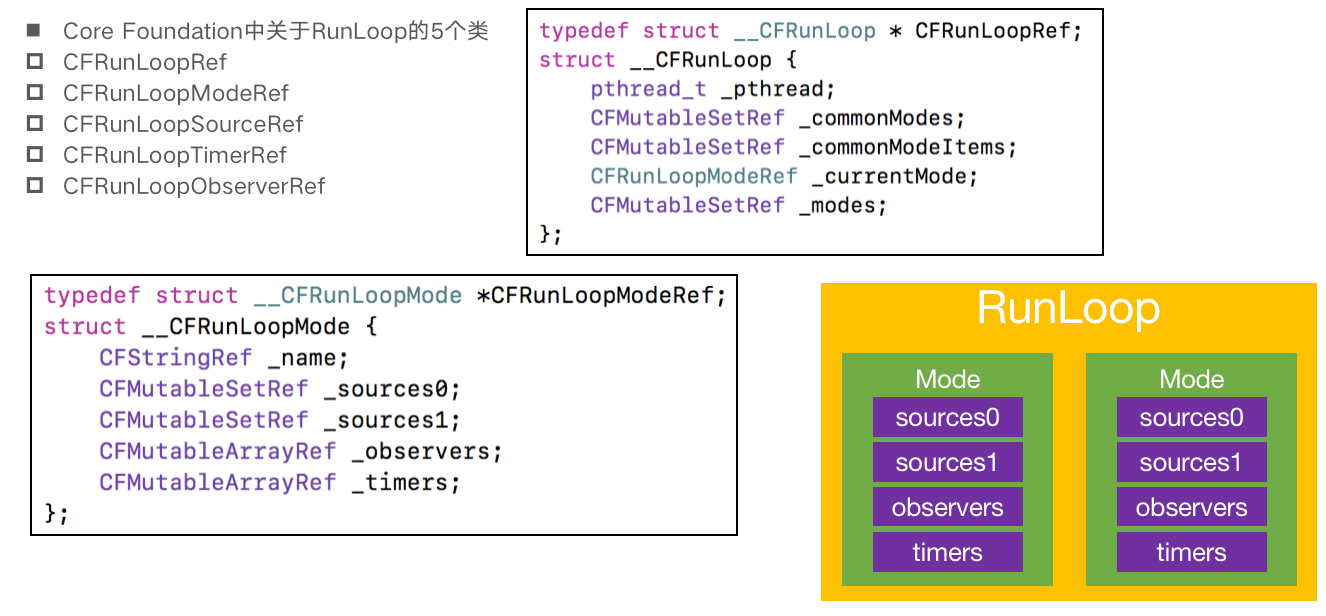 Core Foundation中关于RunLoop的5个类
CFRunLoopRef
CFRunLoopModeRef
CFRunLoopSourceRef
CFRunLoopTimerRef
CFRunLoopObserverRef
typedef struct __CFRunLoop * CFRunLoopRef;
struct __CFRunLoop {
    pthread_t _pthread;
    CFMutableSetRef _commonModes;
    CFMutableSetRef _commonModeItems;
    CFRunLoopModeRef _currentMode;
    CFMutableSetRef _modes;
};
typedef struct __CFRunLoopMode *CFRunLoopModeRef;
struct __CFRunLoopMode {
    CFStringRef _name;
    CFMutableSetRef _sources0;
    CFMutableSetRef _sources1;
    CFMutableArrayRef _observers;
    CFMutableArrayRef _timers;
};
RunLoop
Mode
sources0
sources1
observers
timers
Mode
sources0
sources1
observers
timers